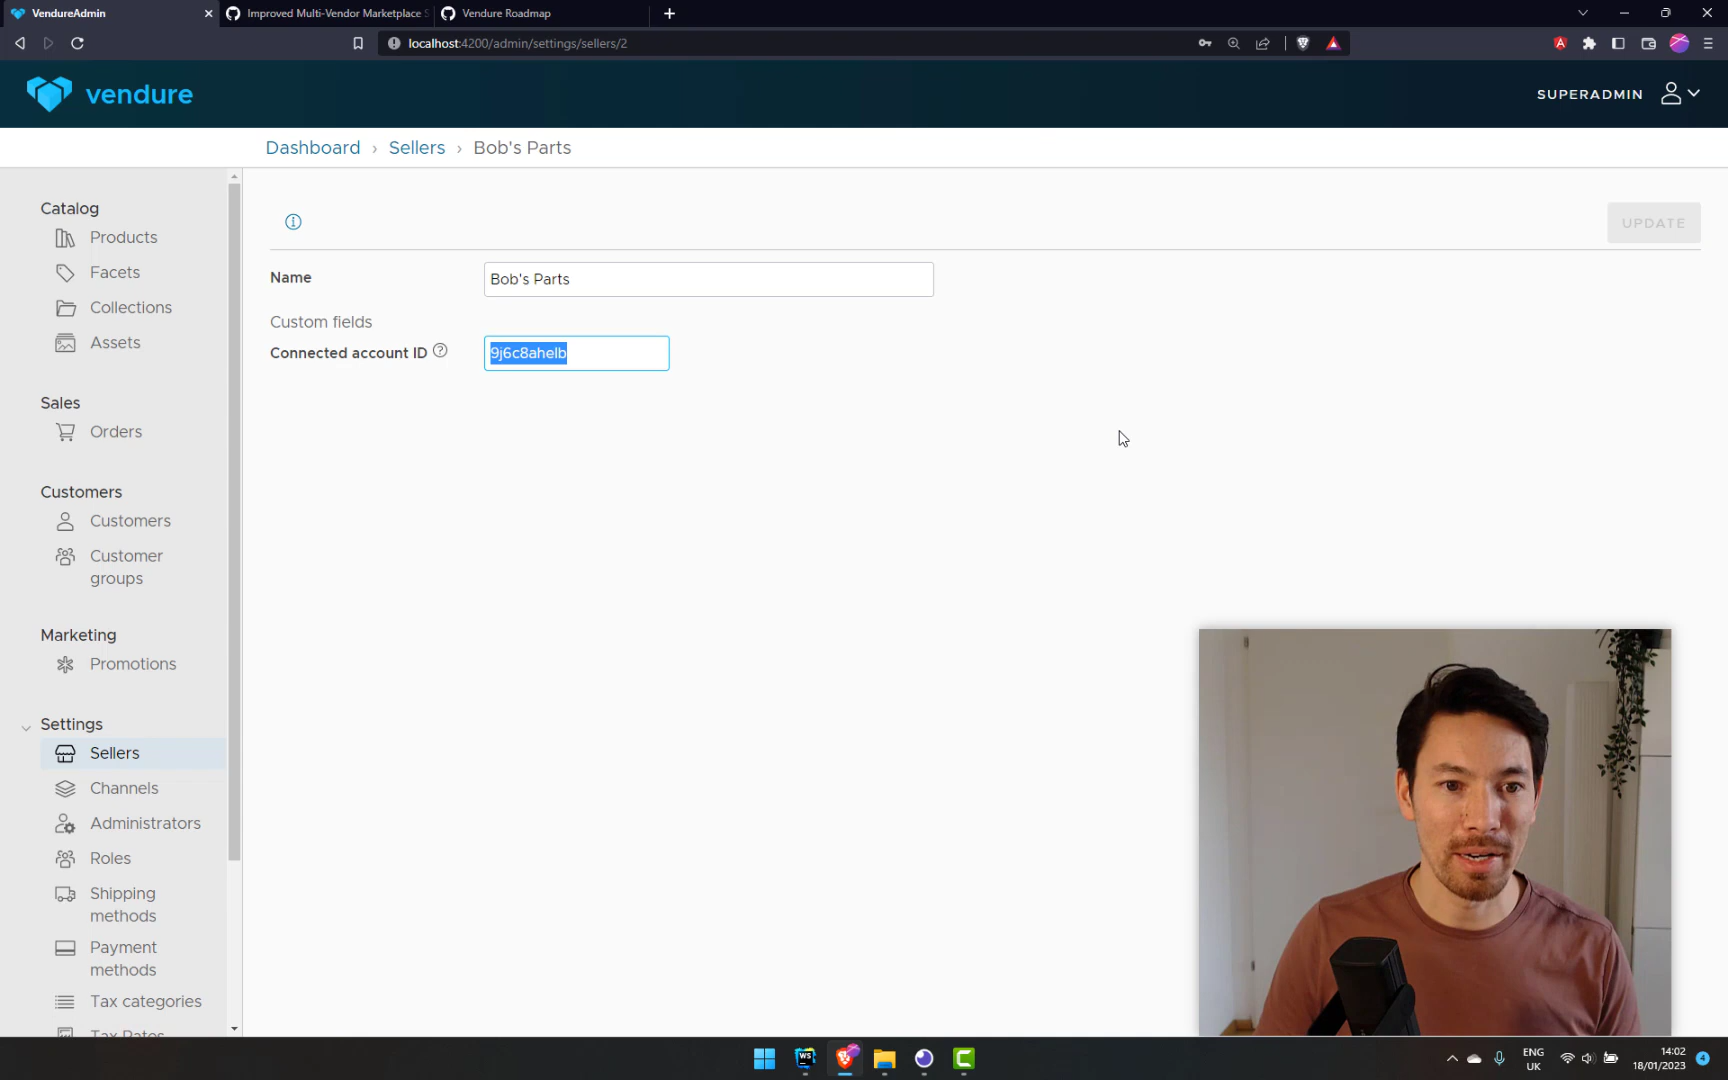 VendureAdmin
Improved Multi-Vendor Marketplace S
Vendure Roadmap
localhost:4200/admin/settings/sellers/2
vendure
SUPERADMIN
Dashboard › Sellers › Bob's Parts
UPDATE
Name
Bob's Parts
Custom fields
Connected account ID
9j6c8ahelb
Catalog
Products
Facets
Collections
Assets
Sales
Orders
Customers
Customers
Customer
groups
Marketing
Promotions
Settings
Sellers
Channels
Administrators
Roles
Shipping
methods
Payment
methods
Tax categories
Tax Rates
WS
ENG
UK
14:02
18/01/2023
4